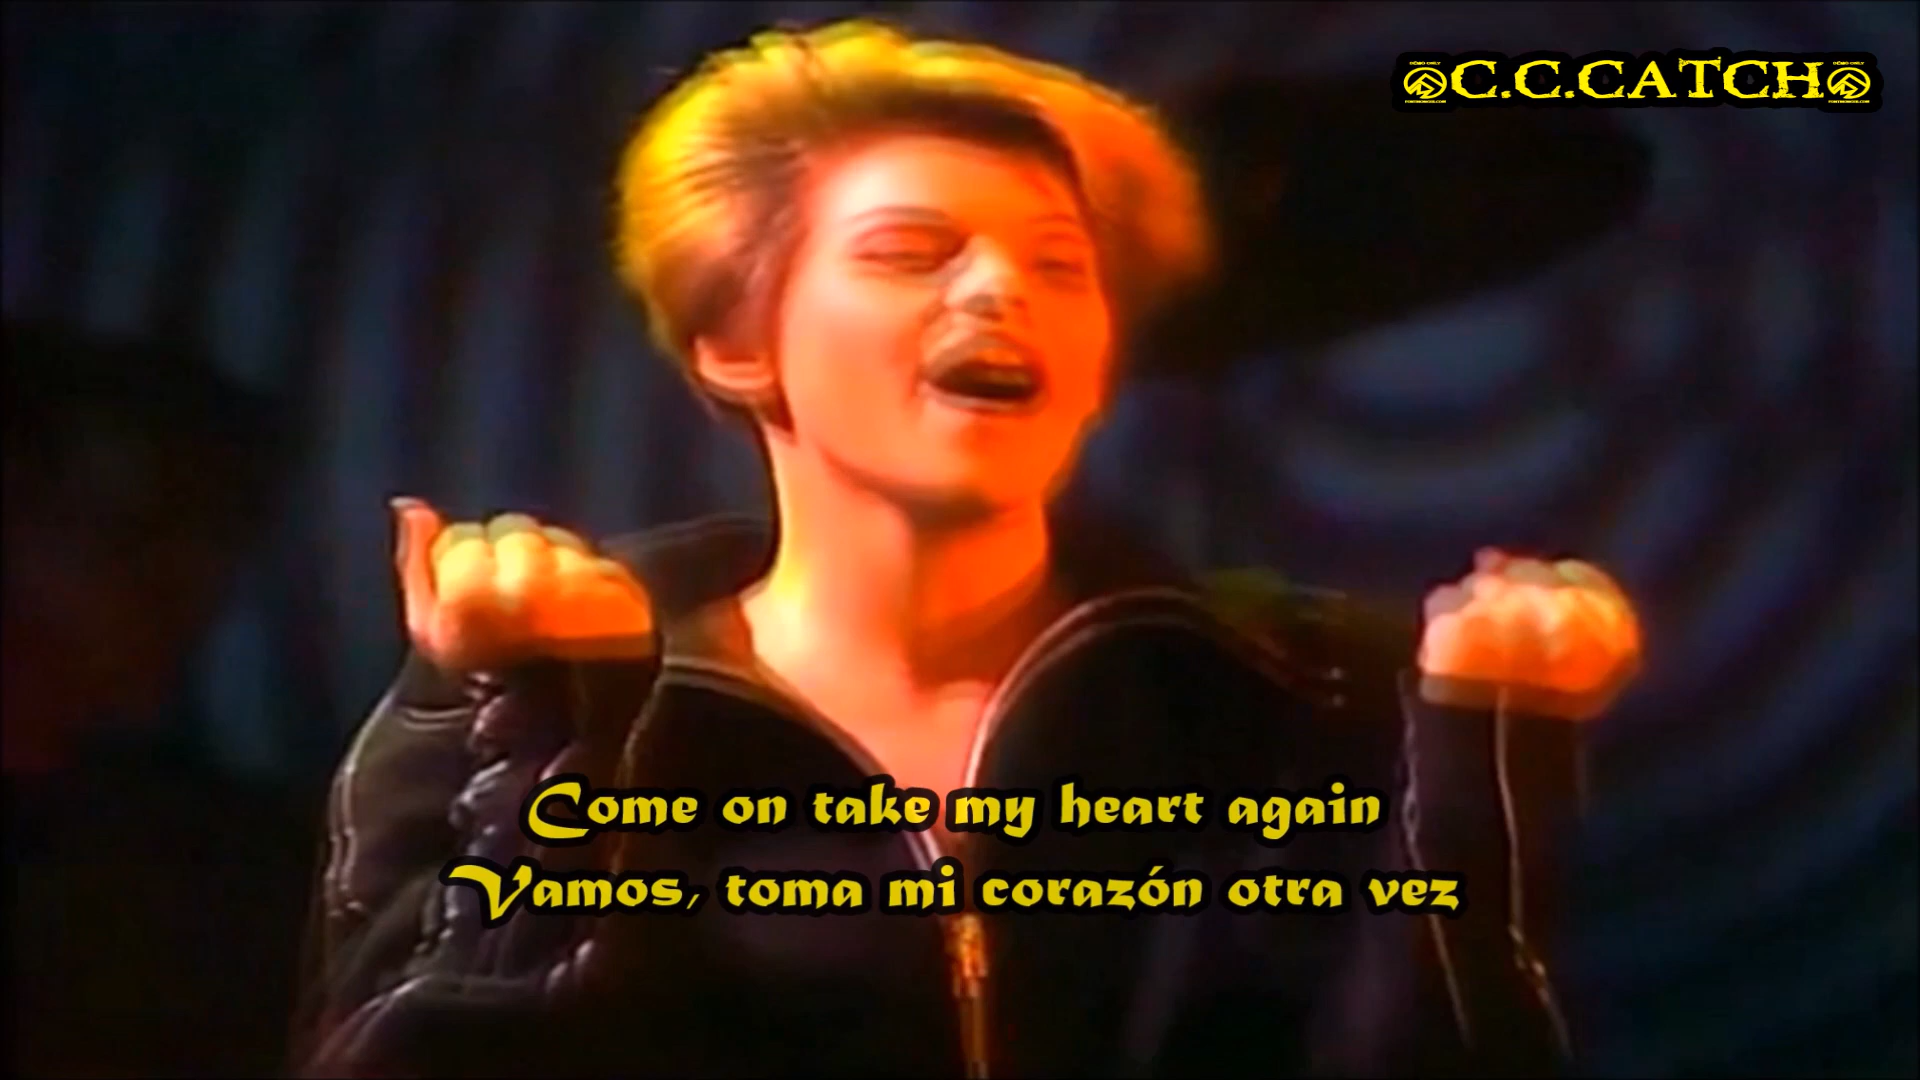 C.C.CATCH
Come on take my heart again
Vamos, toma mi corazón otra vez